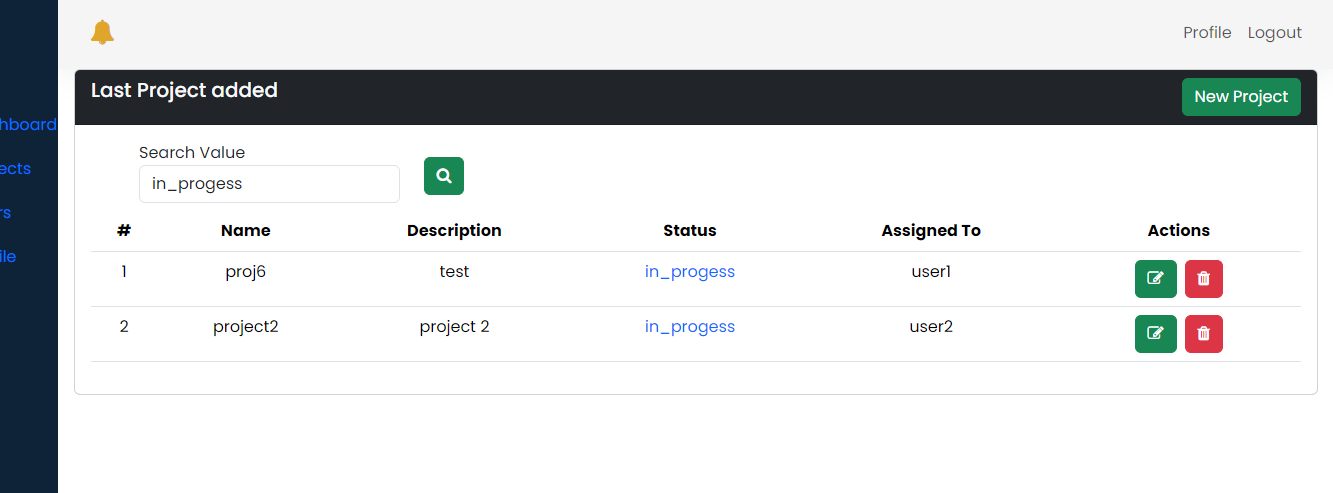 Profile Logout
Last Project added
New Project
hboard
ects
rs
ile
Search Value
in_progess
# Name Description Status Assigned To Actions
1 proj6 test in_progess user1
2 project2 project 2 in_progess user2